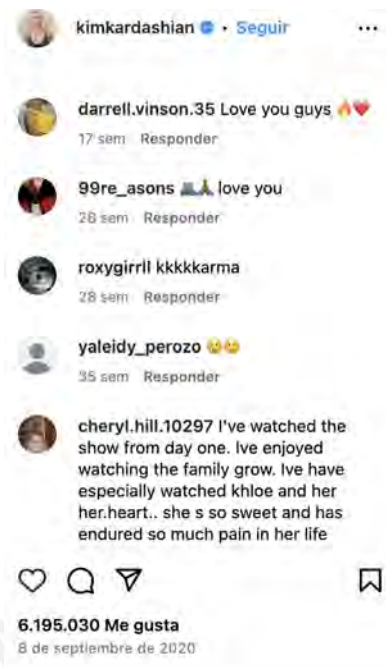 kimkardashian • Seguir
darrell.vinson.35 Love you guys 🔥❤️
17 sem Responder
99re_asons love you
28 sem Responder
roxygirrll kkkkkarma
28 sem Responder
yaleidy_perozo 🥲🥲
35 sem Responder
cheryl.hill.10297 I've watched the
show from day one. Ive enjoyed
watching the family grow. Ive have
especially watched khloe and her
her.heart.. she s so sweet and has
endured so much pain in her life
6.195.030 Me gusta
8 de septiembre de 2020